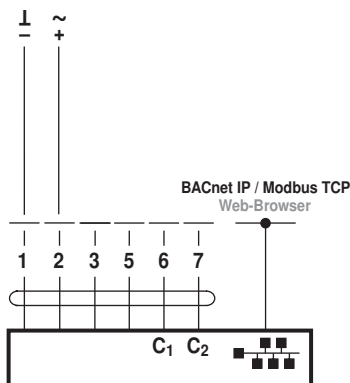 ⊥ ~
− +
BACnet IP / Modbus TCP
Web-Browser
1 2 3 5 6 7
C₁ C₂